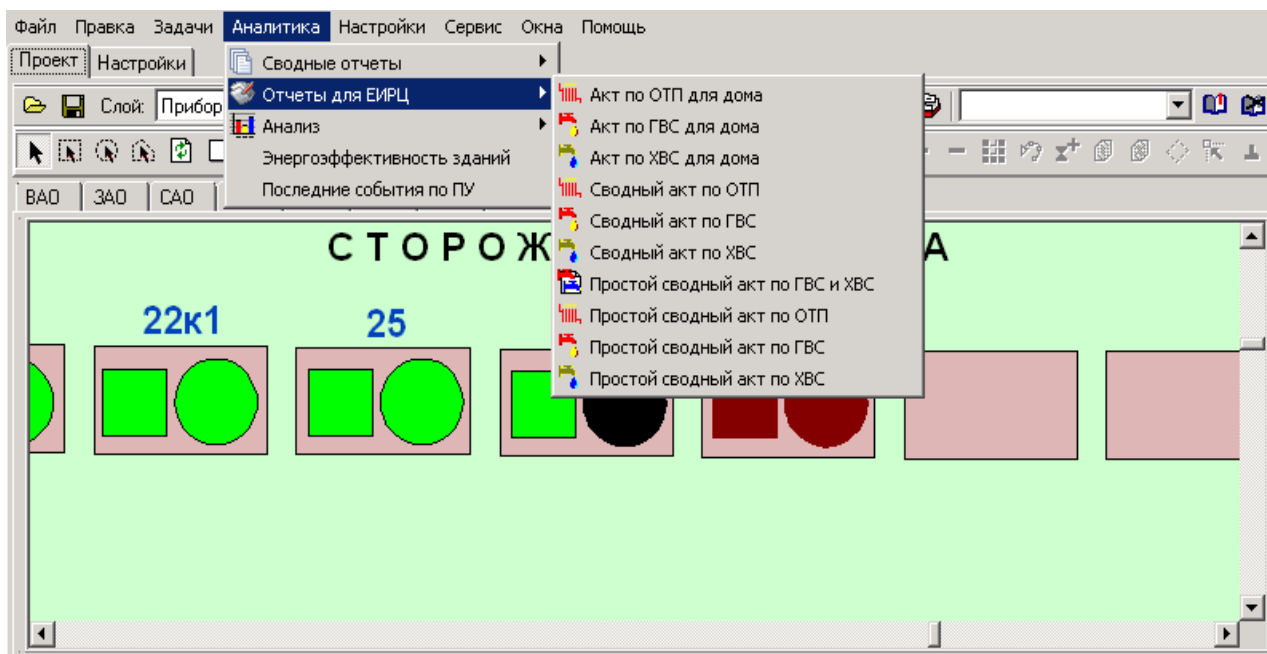 Файл Правка Задачи Аналитика Настройки Сервис Окна Помощь
Проект Настройки
Сводные отчеты
Отчеты для ЕИРЦ
Анализ
Энергоэффективность зданий
Последние события по ПУ
Слой: Прибор
Акт по ОТП для дома
Акт по ГВС для дома
Акт по ХВС для дома
Сводный акт по ОТП
Сводный акт по ГВС
Сводный акт по ХВС
Простой сводный акт по ГВС и ХВС
Простой сводный акт по ОТП
Простой сводный акт по ГВС
Простой сводный акт по ХВС
ВАО ЗАО САО
С Т О Р О Ж А
22к1 25